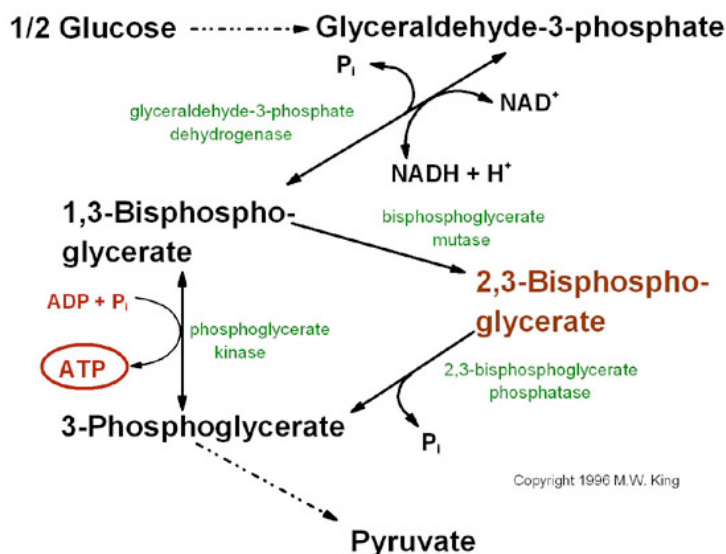 1/2 Glucose
Glyceraldehyde-3-phosphate
Pi
glyceraldehyde-3-phosphate
dehydrogenase
NAD+
NADH + H+
1,3-Bisphospho-
glycerate
bisphosphoglycerate
mutase
2,3-Bisphospho-
glycerate
ADP + Pi
phosphoglycerate
kinase
ATP
2,3-bisphosphoglycerate
phosphatase
3-Phosphoglycerate
Pi
Copyright 1996 M.W. King
Pyruvate